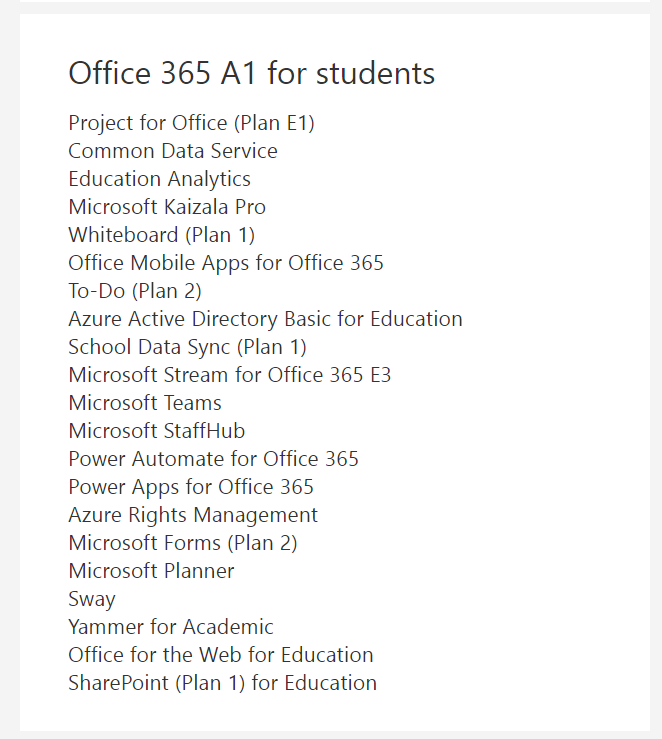 Office 365 A1 for students
Project for Office (Plan E1)
Common Data Service
Education Analytics
Microsoft Kaizala Pro
Whiteboard (Plan 1)
Office Mobile Apps for Office 365
To-Do (Plan 2)
Azure Active Directory Basic for Education
School Data Sync (Plan 1)
Microsoft Stream for Office 365 E3
Microsoft Teams
Microsoft StaffHub
Power Automate for Office 365
Power Apps for Office 365
Azure Rights Management
Microsoft Forms (Plan 2)
Microsoft Planner
Sway
Yammer for Academic
Office for the Web for Education
SharePoint (Plan 1) for Education